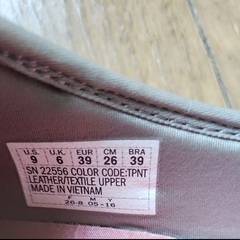 U.S. U.K. EUR CM BRA
9 6 39 26 39
SN 22556 COLOR CODE:TPNT
LEATHER/TEXTILE UPPER
MADE IN VIETNAM
F M Y
26-8 05-16